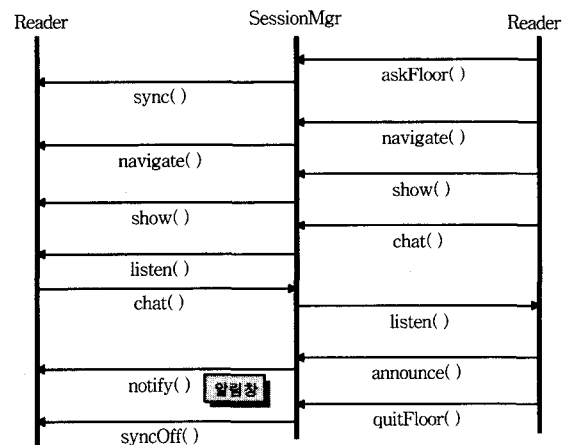 Reader
SessionMgr
Reader
askFloor( )
sync( )
navigate( )
navigate( )
show( )
show( )
chat( )
listen( )
chat( )
listen( )
announce( )
notify( )
알림창
quitFloor( )
syncOff( )